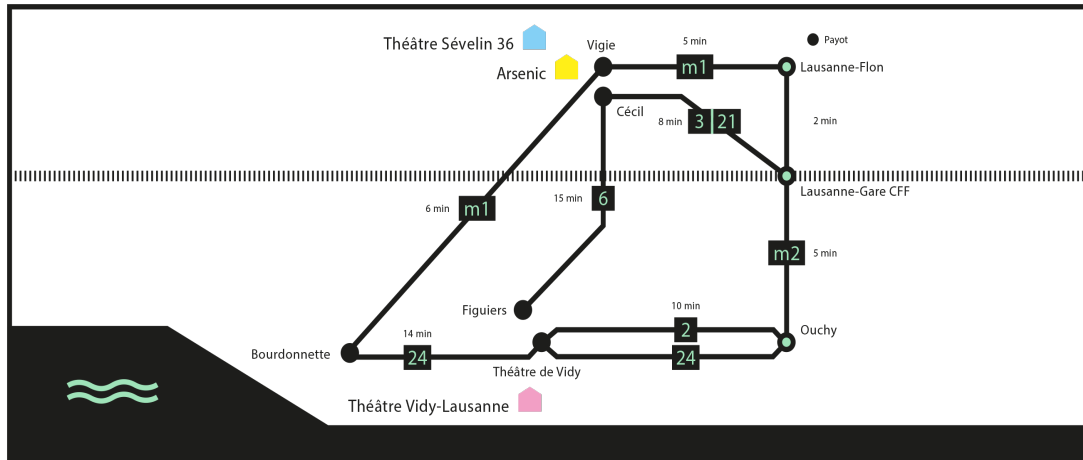 Théâtre Sévelin 36
Vigie
5 min
Payot
Arsenic
m1
Lausanne-Flon
Cécil
8 min
3 21
2 min
Lausanne-Gare CFF
6 min
m1
15 min
6
m2
5 min
Figuiers
10 min
14 min
2
Ouchy
Bourdonnette
24
24
Théâtre de Vidy
Théâtre Vidy-Lausanne